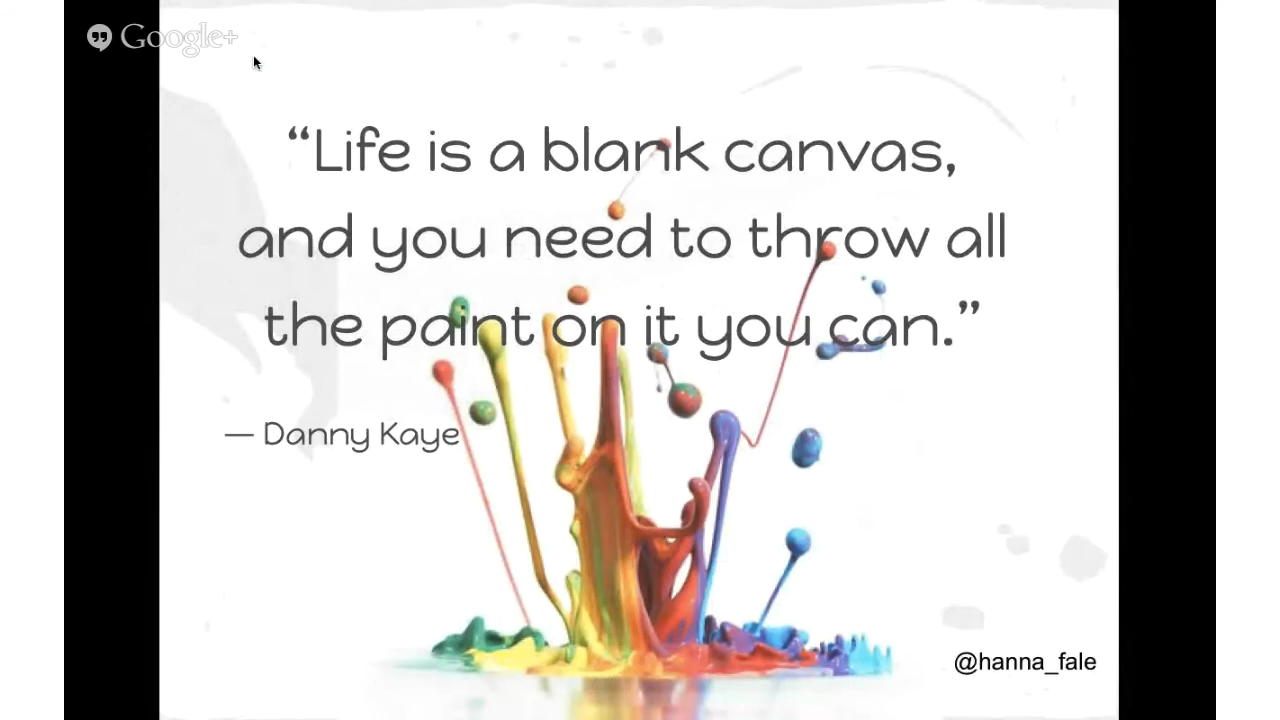 Google+
“Life is a blank canvas,
and you need to throw all
the paint on it you can.”
— Danny Kaye
@hanna_fale